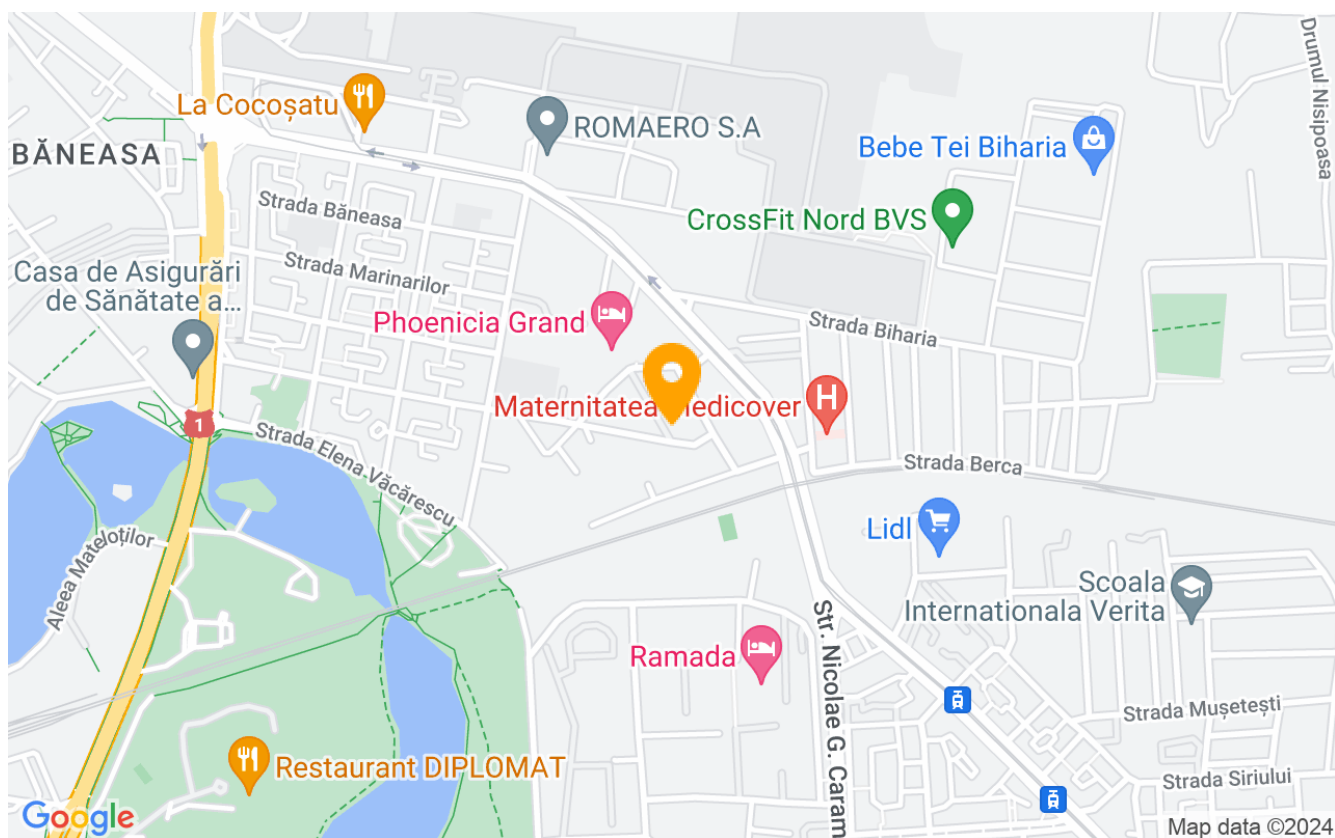 Drumul Nisipoasa
La Cocoșatu
ROMAERO S.A
BĂNEASA
Bebe Tei Biharia
Strada Băneasa
CrossFit Nord BVS
Strada Marinarilor
Casa de Asigurări
de Sănătate a...
Phoenicia Grand
Strada Biharia
Maternitatea Medicover
H
1
Strada Elena Văcărescu
Strada Berca
Aleea Mateloților
Lidl
Scoala
Internationala Verita
Str. Nicolae G. Caram
Ramada
Strada Mușetești
Restaurant DIPLOMAT
Strada Siriului
Google
Map data ©2024